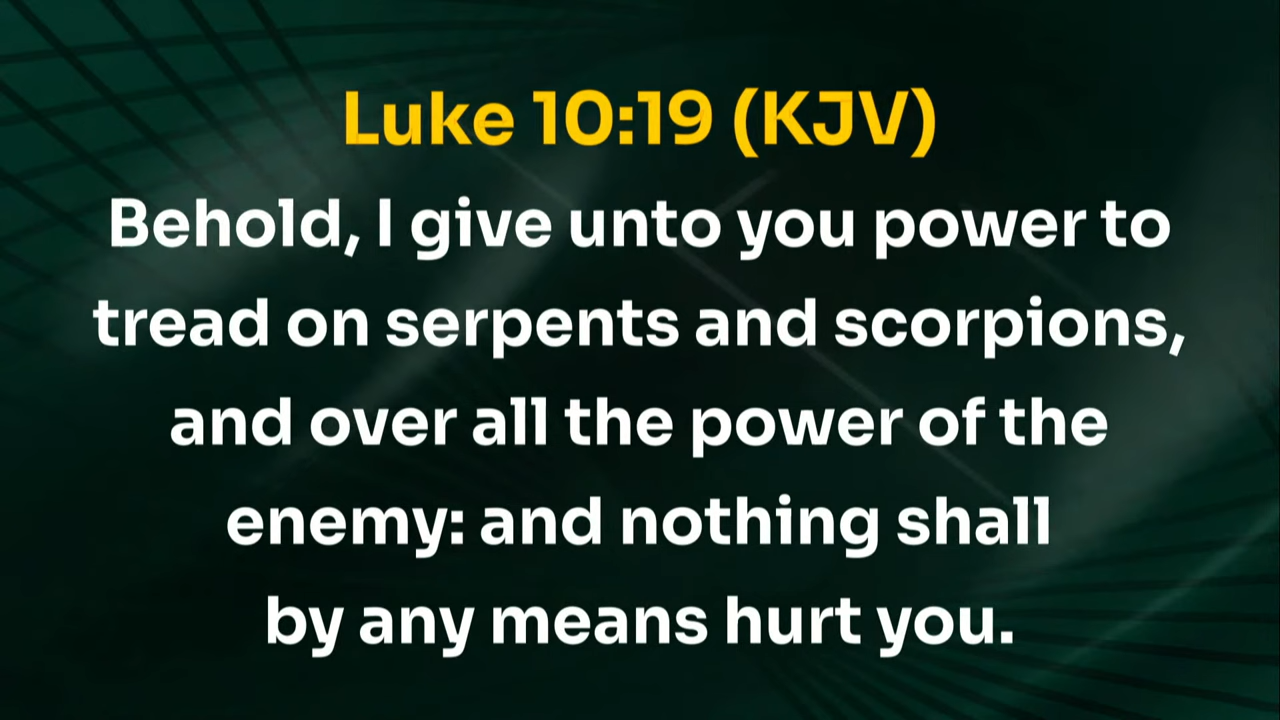 Luke 10:19 (KJV)
Behold, I give unto you power to
tread on serpents and scorpions,
and over all the power of the
enemy: and nothing shall
by any means hurt you.